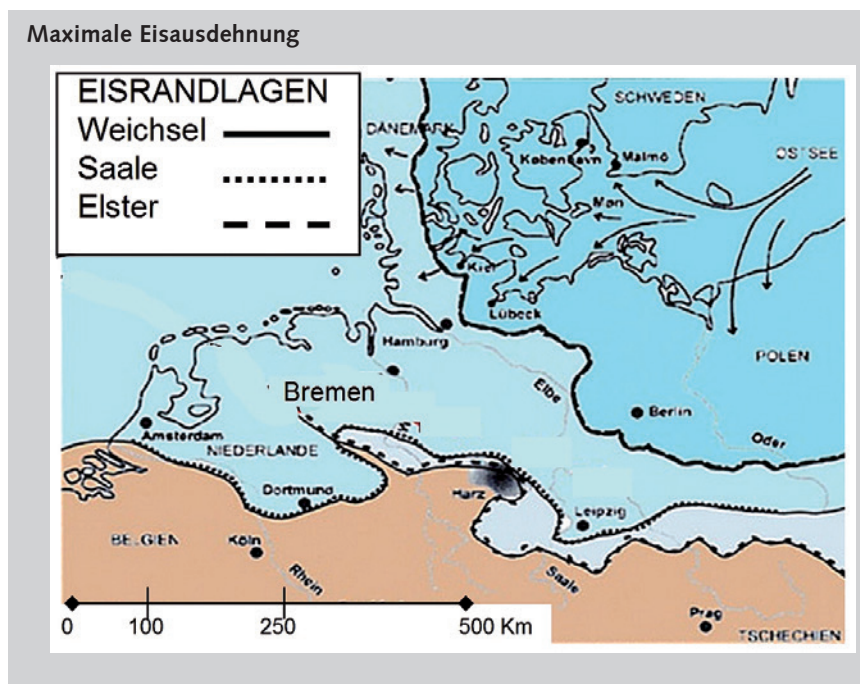 Maximale Eisausdehnung
EISRANDLAGEN
Weichsel
Saale
Elster
SCHWEDEN
DÄNEMARK
København
Malmö
OSTSEE
Møn
Kiel
Lübeck
Hamburg
POLEN
Bremen
Elbe
Berlin
Amsterdam
Oder
NIEDERLANDE
Dortmund
Harz
Leipzig
BELGIEN
Köln
Rhein
Saale
Prag
TSCHECHIEN
0 100 250 500 Km